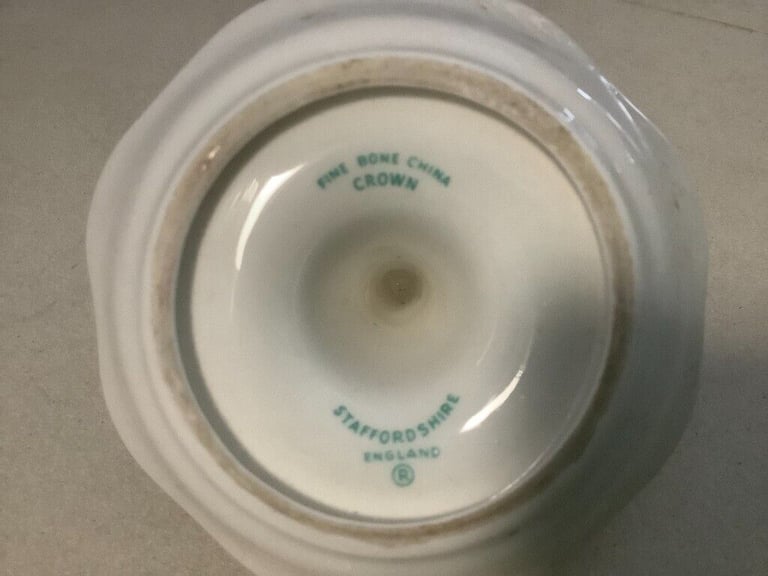 FINE BONE CHINA
CROWN
STAFFORDSHIRE
ENGLAND
®